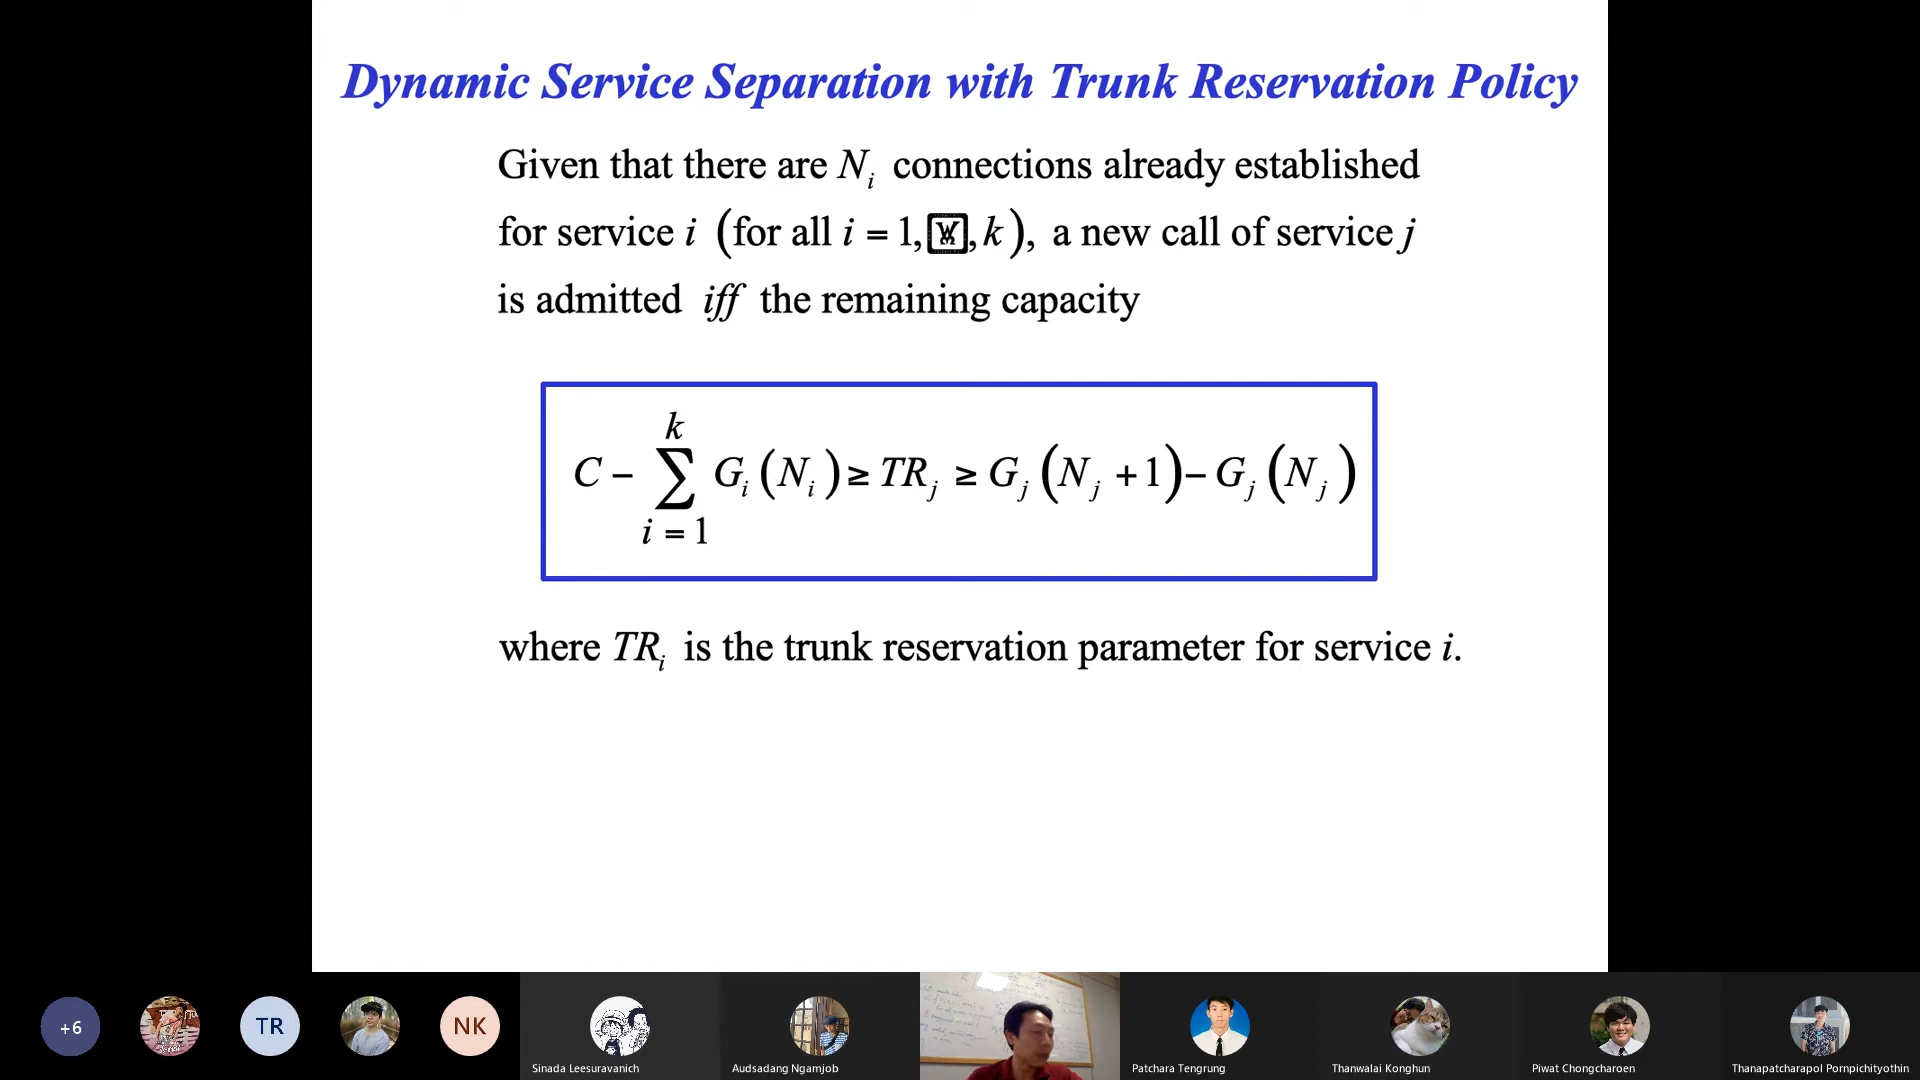 Dynamic Service Separation with Trunk Reservation Policy
Given that there are N_i connections already established
for service i (for all i = 1, , k), a new call of service j
is admitted iff the remaining capacity
C − ∑_{i = 1}^{k} G_i (N_i) ≥ TR_j ≥ G_j (N_j + 1) − G_j (N_j)
where TR_i is the trunk reservation parameter for service i.
+6
TR
NK
Sinada Leesuravanich
Audsadang Ngamjob
Patchara Tengrung
Thanwalai Konghun
Piwat Chongcharoen
Thanapatcharapol Pornpichityothin